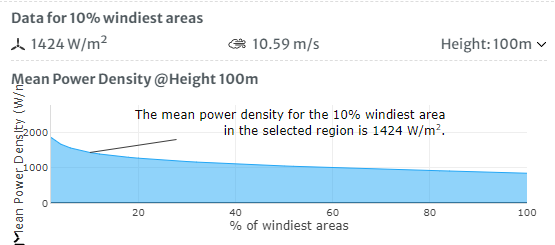 Data for 10% windiest areas
1424 W/m²
10.59 m/s
Height: 100m
Mean Power Density @Height 100m
Mean Power Density (W/m
The mean power density for the 10% windiest area
in the selected region is 1424 W/m².
2000
1000
0
20
40
60
80
100
% of windiest areas